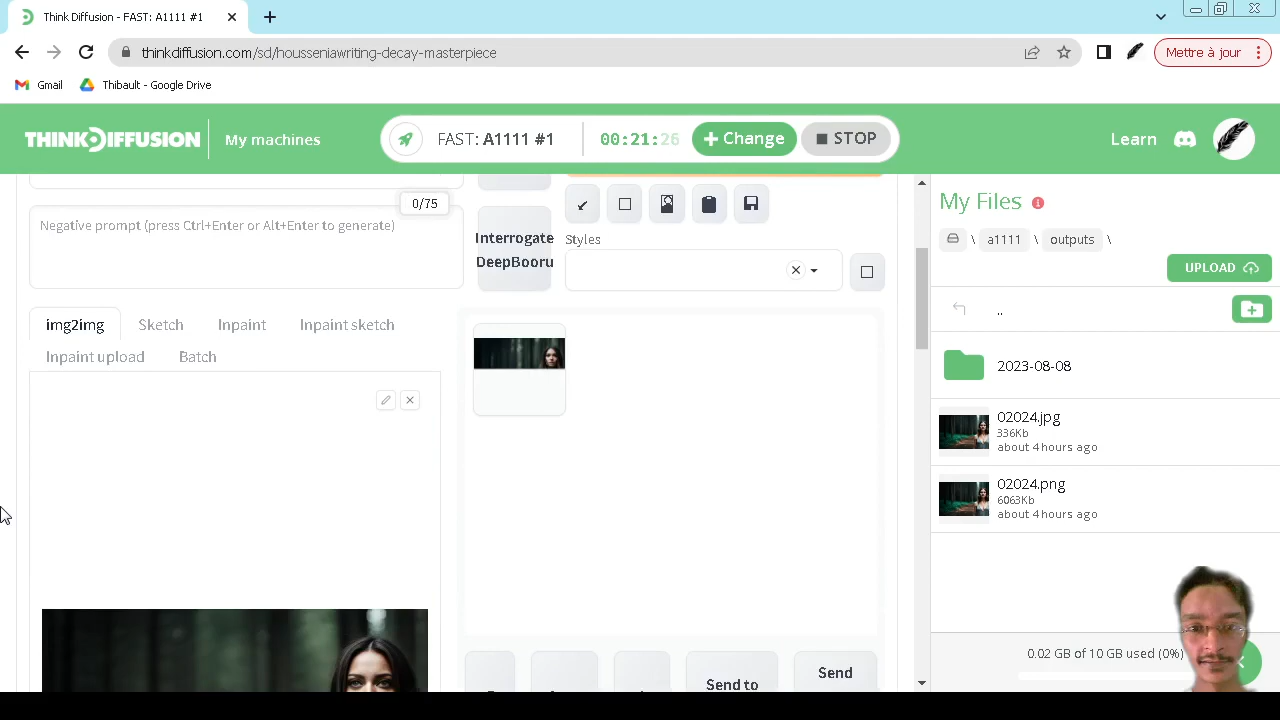 Think Diffusion - FAST: A1111 #1
thinkdiffusion.com/sd/housseniawriting-decay-masterpiece
Mettre à jour
Gmail
Thibault - Google Drive
THINKDIFFUSION
My machines
FAST: A1111 #1
00:21:26
+ Change
STOP
Learn
0/75
Negative prompt (press Ctrl+Enter or Alt+Enter to generate)
Interrogate
DeepBooru
Styles
img2img
Sketch
Inpaint
Inpaint sketch
Inpaint upload
Batch
Send to
Send
My Files
\ a1111 \ outputs \
UPLOAD
..
2023-08-08
02024.jpg
336Kb
about 4 hours ago
02024.png
6063Kb
about 4 hours ago
0.02 GB of 10 GB used (0%)